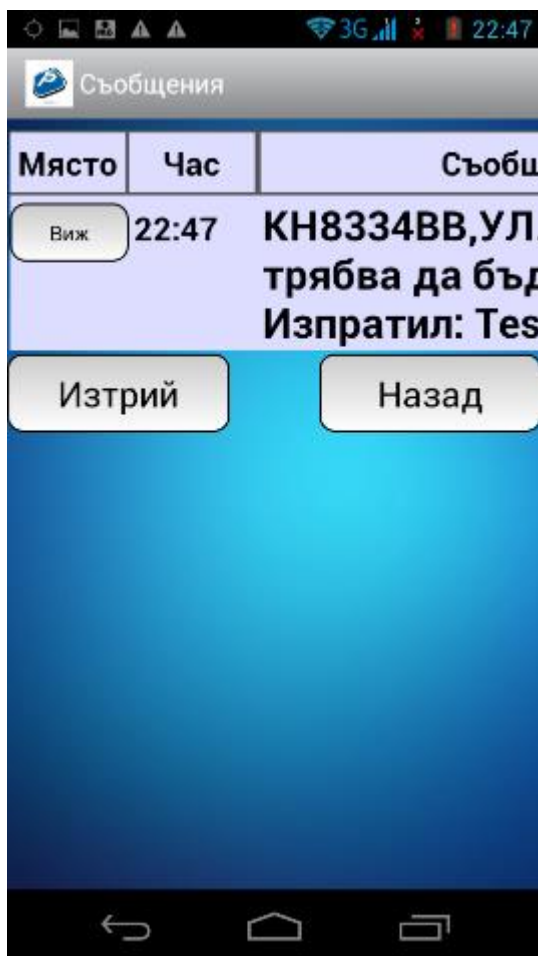 3G 22:47
Съобщения
Място Час Съобщ
Виж 22:47 КН8334ВВ,УЛ.
трябва да бъд
Изпратил: Tes
Изтрий Назад